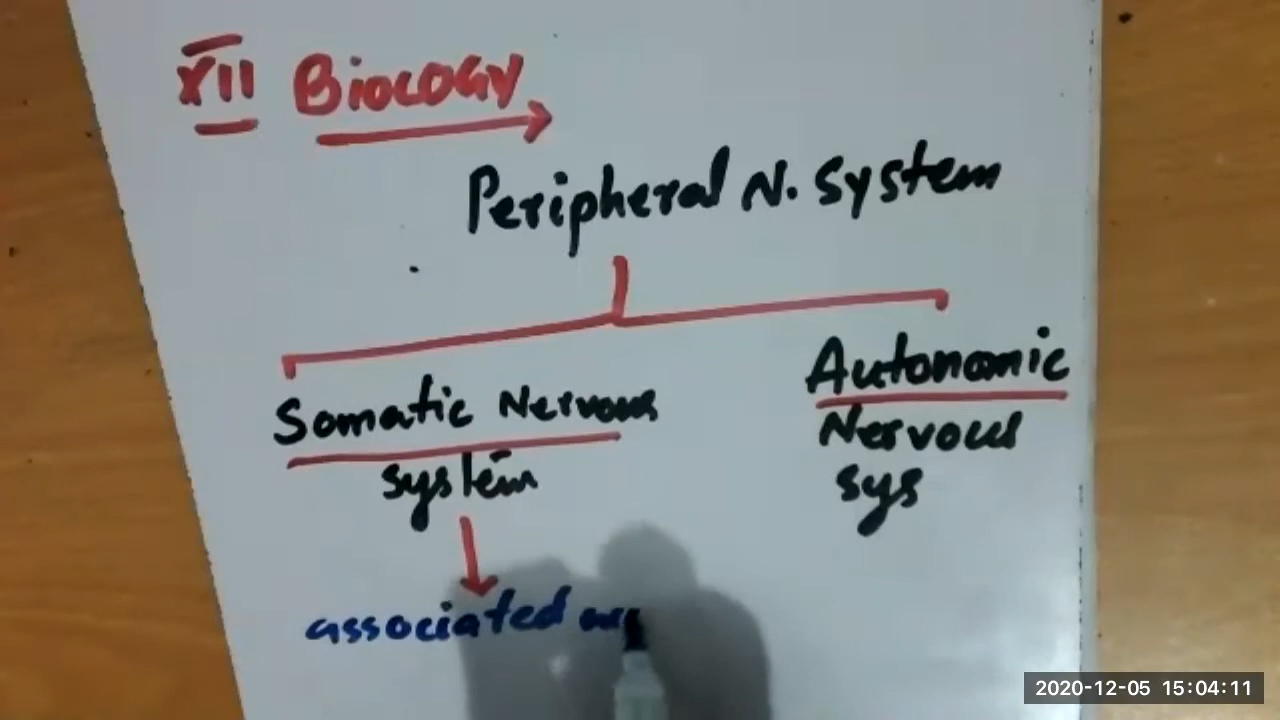 XII Biology
Peripheral N. System
Somatic Nervous
system
Autonomic
Nervous
sys
associated
2020-12-05 15:04:11